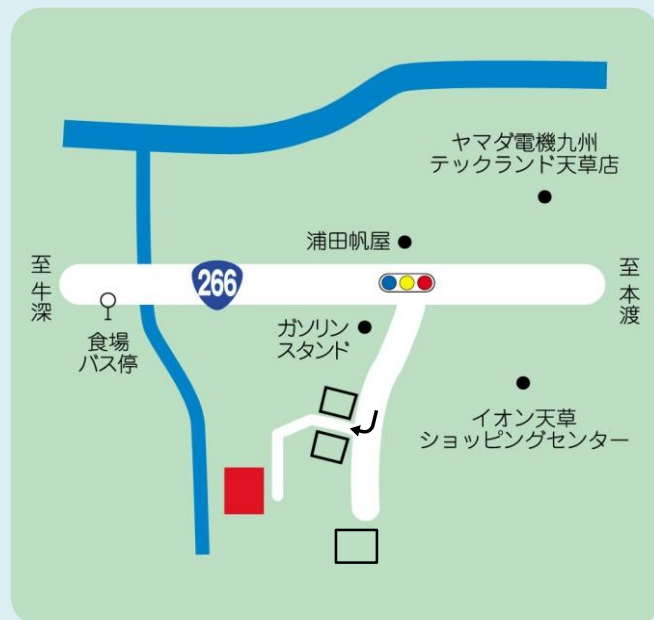 ヤマダ電機九州
テックランド天草店
浦田帆屋
至牛深
266
至本渡
食場
バス停
ガソリン
スタンド
イオン天草
ショッピングセンター